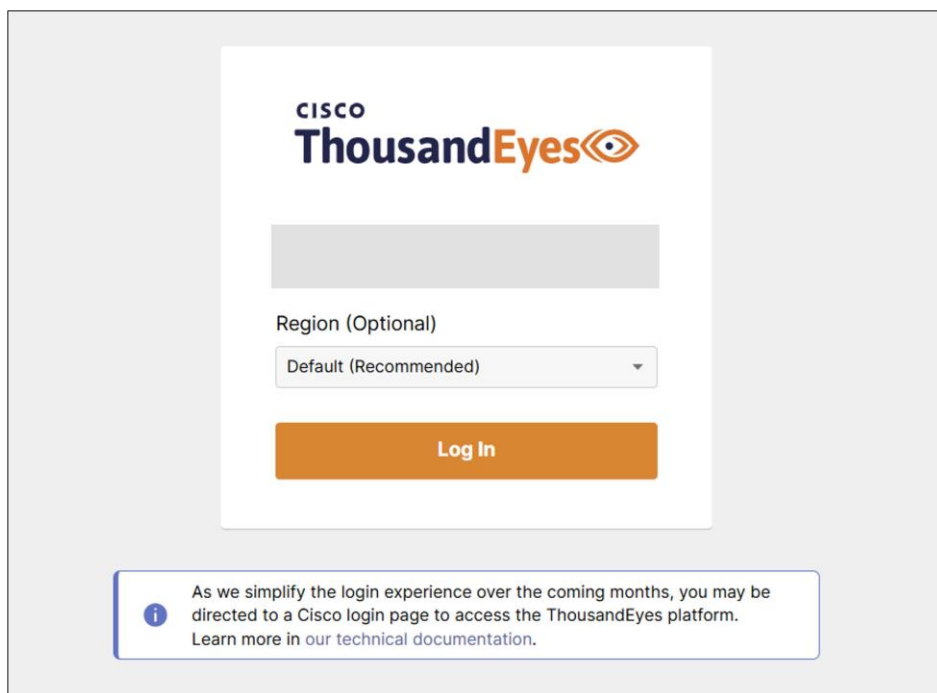 CISCO
ThousandEyes
Region (Optional)
Default (Recommended)
Log In
As we simplify the login experience over the coming months, you may be
directed to a Cisco login page to access the ThousandEyes platform.
Learn more in our technical documentation.